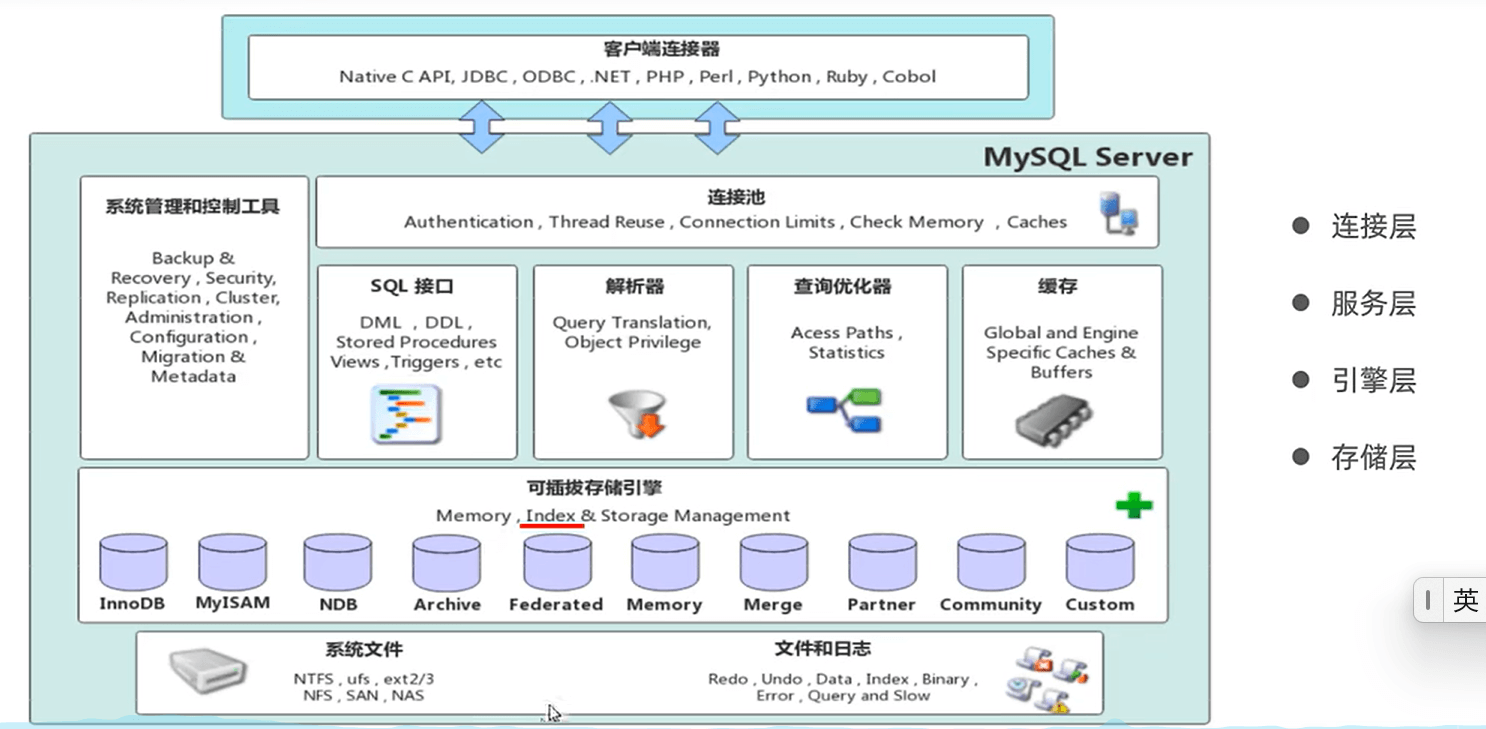 客户端连接器
Native C API, JDBC , ODBC , .NET , PHP , Perl , Python , Ruby , Cobol
MySQL Server
系统管理和控制工具
Backup &
Recovery , Security,
Replication , Cluster,
Administration ,
Configuration ,
Migration &
Metadata
连接池
Authentication , Thread Reuse , Connection Limits , Check Memory , Caches
SQL 接口
DML , DDL ,
Stored Procedures
Views ,Triggers , etc
解析器
Query Translation,
Object Privilege
查询优化器
Acess Paths ,
Statistics
缓存
Global and Engine
Specific Caches &
Buffers
可插拔存储引擎
Memory , Index & Storage Management
InnoDB
MyISAM
NDB
Archive
Federated
Memory
Merge
Partner
Community
Custom
系统文件
NTFS , ufs , ext2/3
NFS , SAN , NAS
文件和日志
Redo , Undo , Data , Index , Binary ,
Error , Query and Slow
连接层
服务层
引擎层
存储层
英